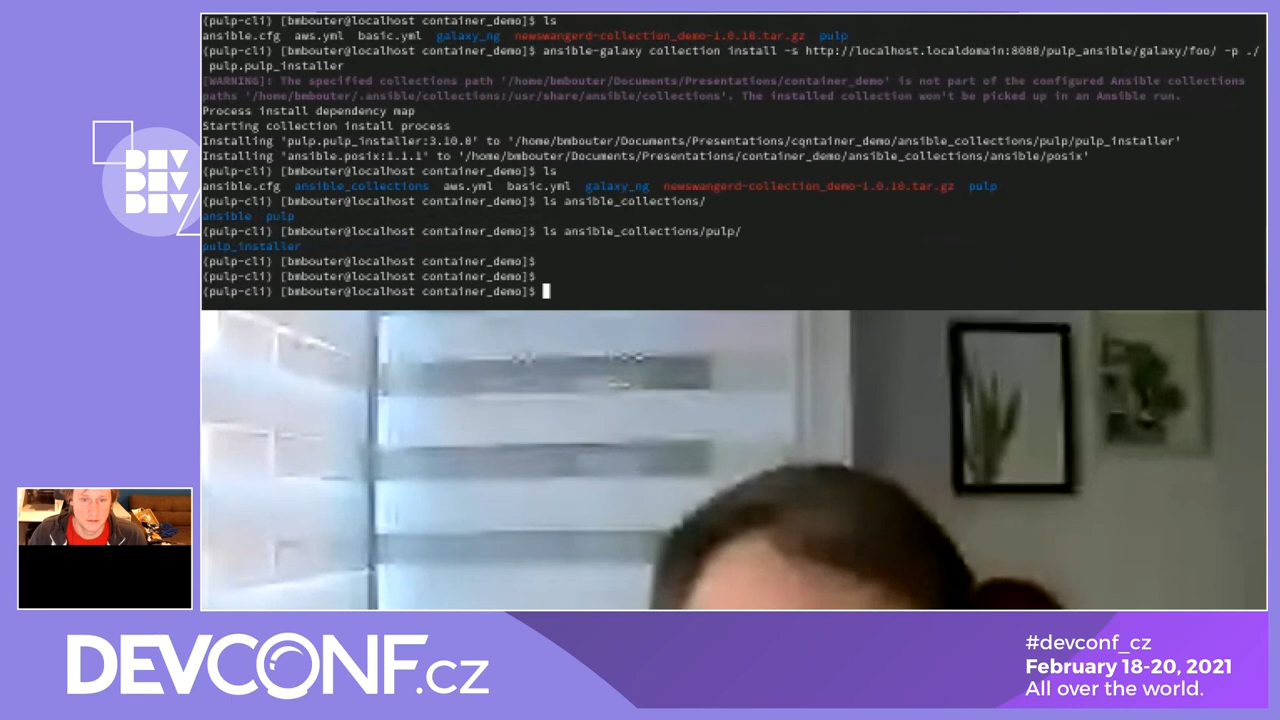 (pulp-cli) [bmbouter@localhost container_demo]$ ls
ansible.cfg aws.yml basic.yml galaxy_ng newswangerd-collection_demo-1.0.10.tar.gz pulp
(pulp-cli) [bmbouter@localhost container_demo]$ ansible-galaxy collection install -s http://localhost.localdomain:8080/pulp_ansible/galaxy/foo/ -p ./
pulp.pulp_installer
[WARNING]: The specified collections path '/home/bmbouter/Documents/Presentations/container_demo' is not part of the configured Ansible collections
paths '/home/bmbouter/.ansible/collections:/usr/share/ansible/collections'. The installed collection won't be picked up in an Ansible run.
Process install dependency map
Starting collection install process
Installing 'pulp.pulp_installer:3.10.0' to '/home/bmbouter/Documents/Presentations/container_demo/ansible_collections/pulp/pulp_installer'
Installing 'ansible.posix:1.1.1' to '/home/bmbouter/Documents/Presentations/container_demo/ansible_collections/ansible/posix'
(pulp-cli) [bmbouter@localhost container_demo]$ ls
ansible.cfg ansible_collections aws.yml basic.yml galaxy_ng newswangerd-collection_demo-1.0.10.tar.gz pulp
(pulp-cli) [bmbouter@localhost container_demo]$ ls ansible_collections/
ansible pulp
(pulp-cli) [bmbouter@localhost container_demo]$ ls ansible_collections/pulp/
pulp_installer
(pulp-cli) [bmbouter@localhost container_demo]$
(pulp-cli) [bmbouter@localhost container_demo]$
(pulp-cli) [bmbouter@localhost container_demo]$
DEV
DEV
DEV
DEVCONF.cz
#devconf_cz
February 18-20, 2021
All over the world.